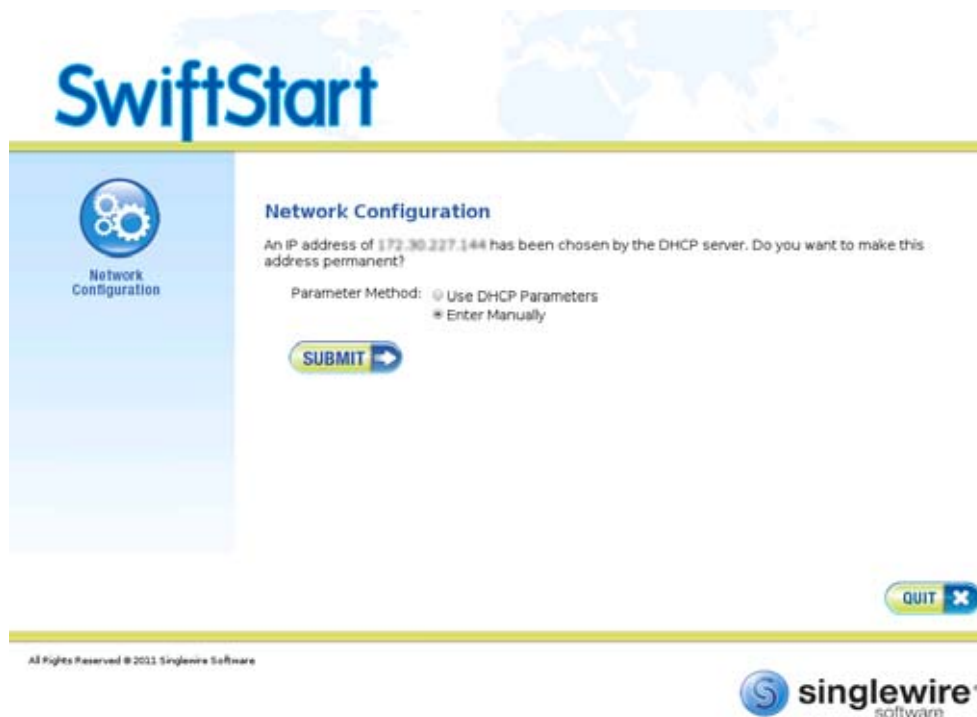 SwiftStart
Network
Configuration
Network Configuration
An IP address of 172.30.227.144 has been chosen by the DHCP server. Do you want to make this
address permanent?
Parameter Method:
Use DHCP Parameters
Enter Manually
SUBMIT
QUIT
All Rights Reserved © 2011 Singlewire Software
singlewire
software